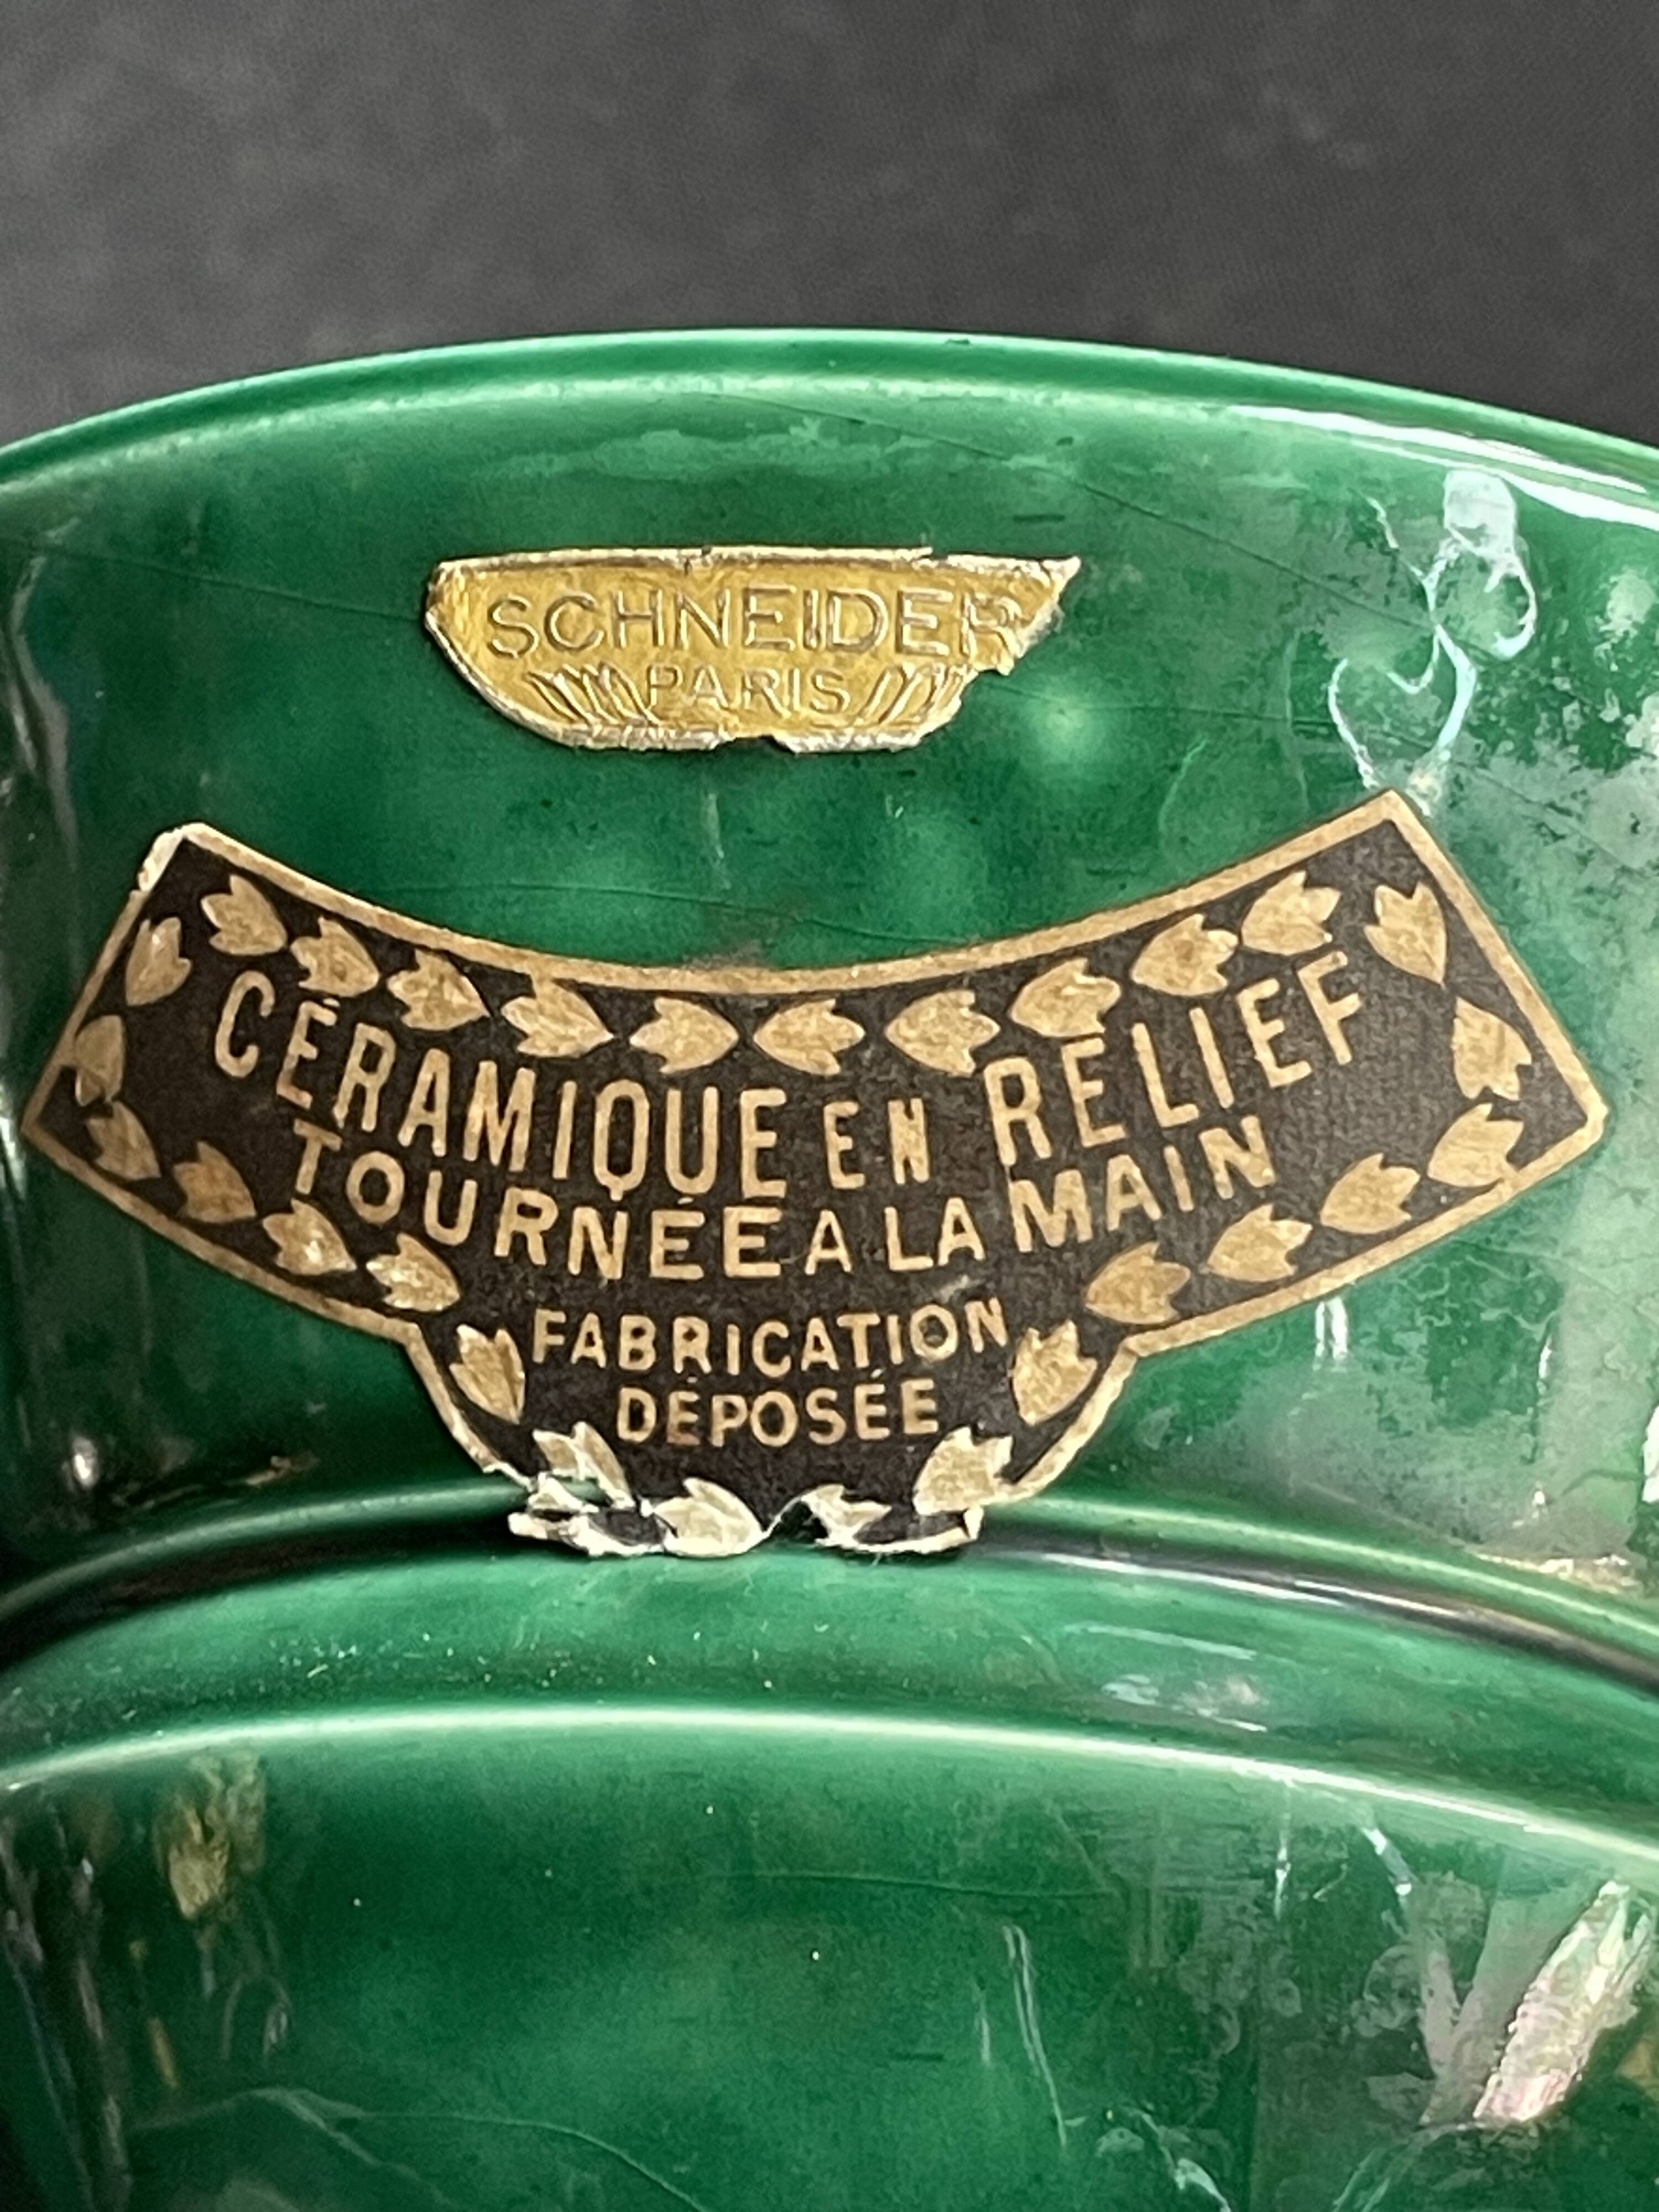 SCHNEIDER
PARIS
CÉRAMIQUE EN RELIEF
TOURNÉE A LA MAIN
FABRICATION
DÉPOSÉE